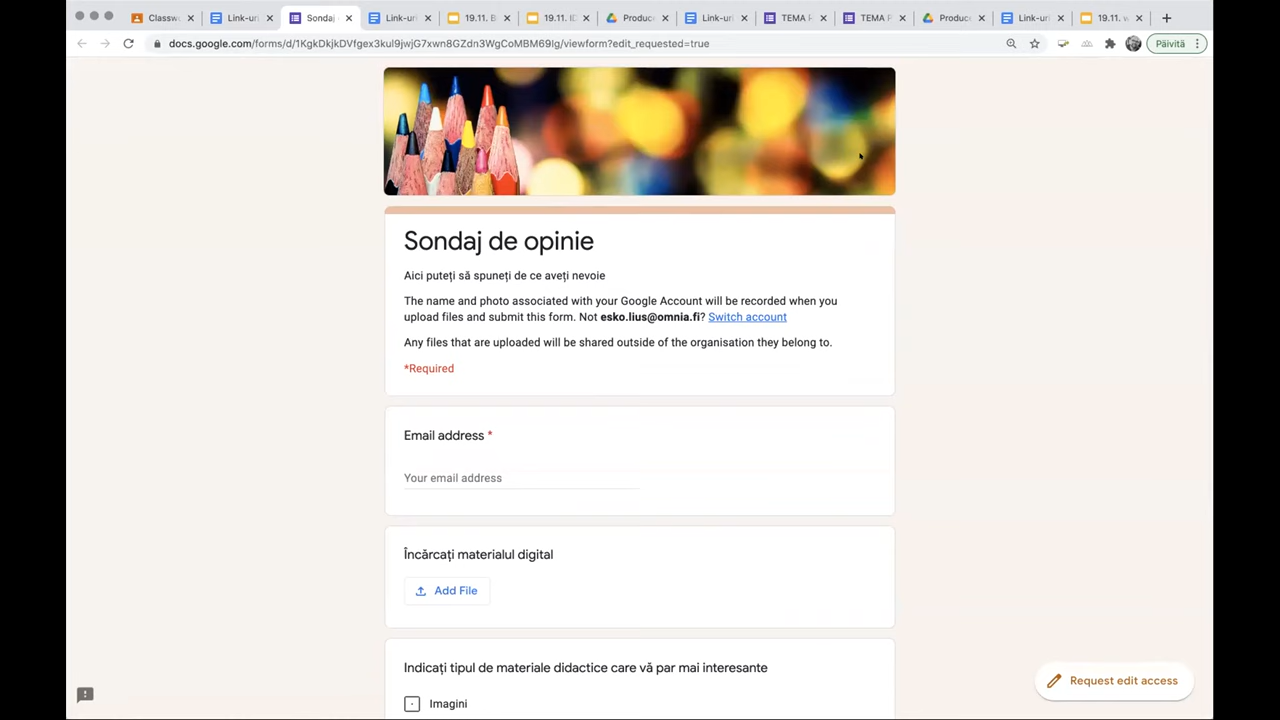 Classw
Link-uri
Sondaj
Link-uri
19.11. B
19.11. I
Produc
Link-uri
TEMA
TEMA P
Produc
Link-uri
19.11. v
docs.google.com/forms/d/1KgkDkjkDVfgex3kul9jwjG7xwn8GZdn3WgCoMBM69lg/viewform?edit_requested=true
Päivitä
Sondaj de opinie
Aici puteți să spuneți de ce aveți nevoie
The name and photo associated with your Google Account will be recorded when you
upload files and submit this form. Not esko.lius@omnia.fi? Switch account
Any files that are uploaded will be shared outside of the organisation they belong to.
*Required
Email address *
Your email address
Încărcați materialul digital
Add File
Indicați tipul de materiale didactice care vă par mai interesante
Imagini
Request edit access